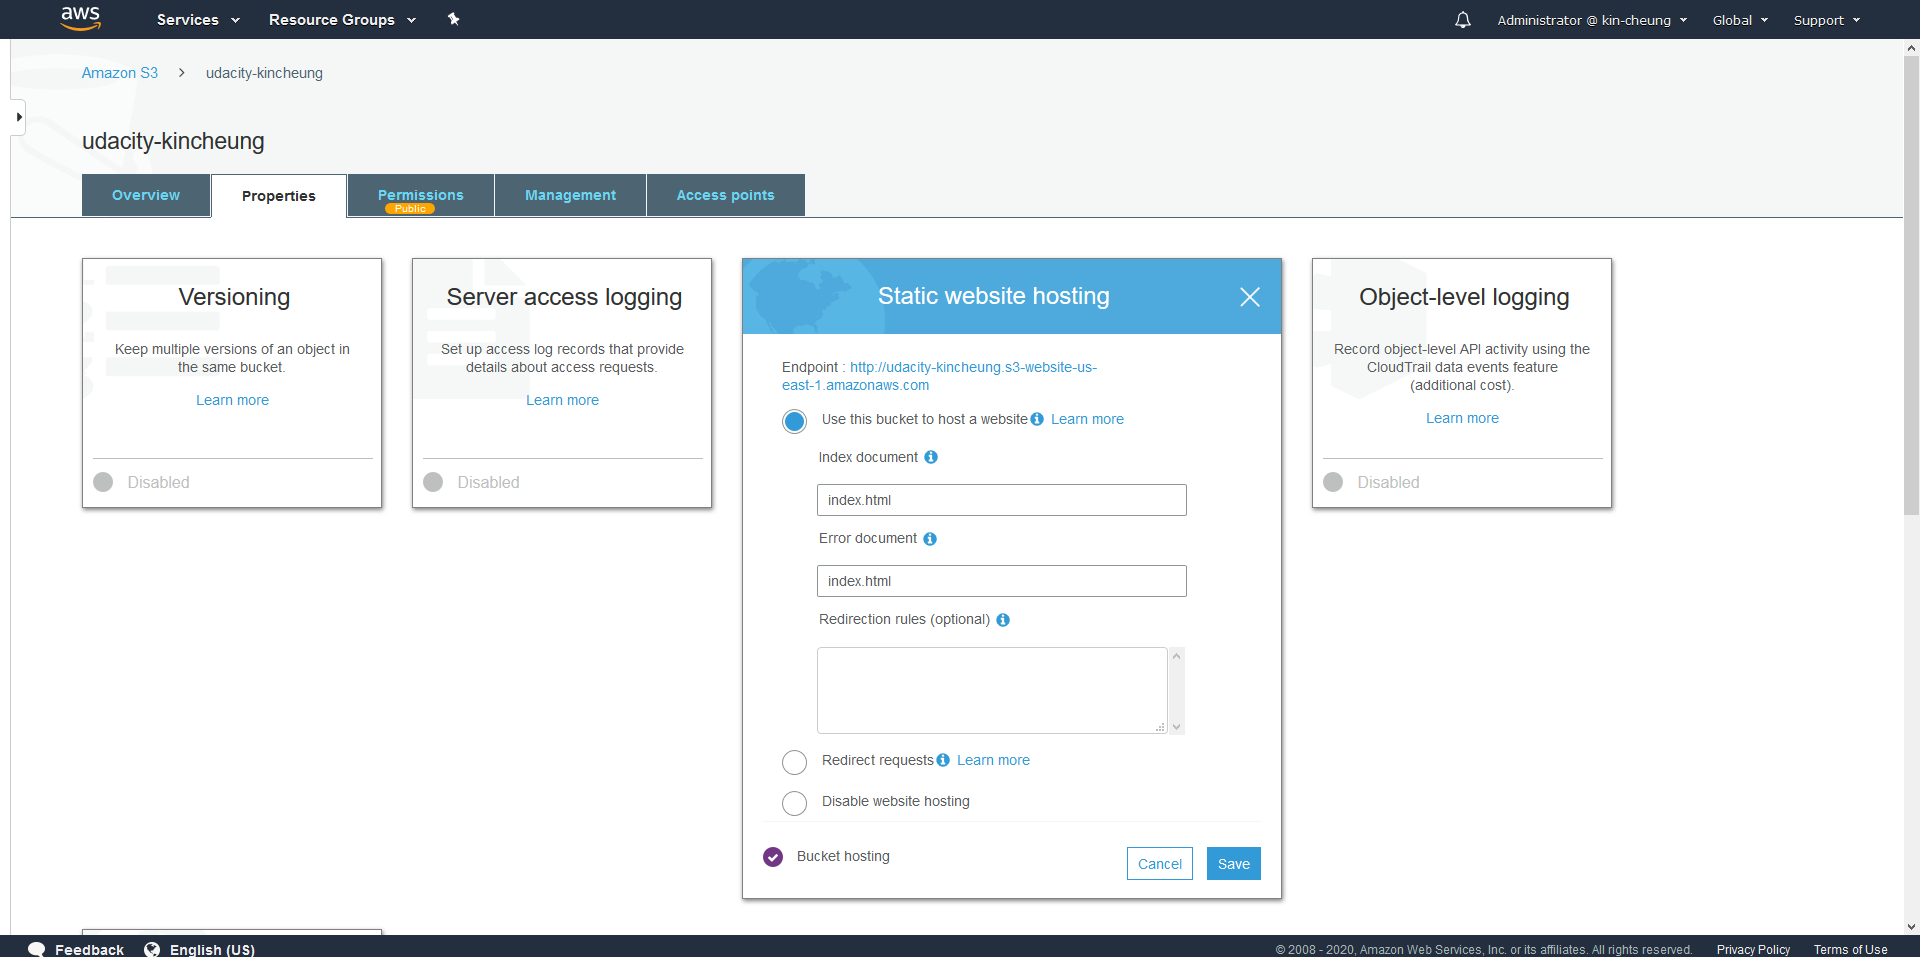 aws
Services
Resource Groups
Administrator @ kin-cheung
Global
Support
Amazon S3
udacity-kincheung
udacity-kincheung
Overview
Properties
Permissions
Public
Management
Access points
Versioning
Keep multiple versions of an object in
the same bucket.
Learn more
Disabled
Server access logging
Set up access log records that provide
details about access requests.
Learn more
Disabled
Static website hosting
Endpoint : http://udacity-kincheung.s3-website-us-
east-1.amazonaws.com
Use this bucket to host a website Learn more
Index document
index.html
Error document
index.html
Redirection rules (optional)
Redirect requests Learn more
Disable website hosting
Bucket hosting
Cancel
Save
Object-level logging
Record object-level API activity using the
CloudTrail data events feature
(additional cost).
Learn more
Disabled
Feedback
English (US)
© 2008 - 2020, Amazon Web Services, Inc. or its affiliates. All rights reserved.
Privacy Policy
Terms of Use